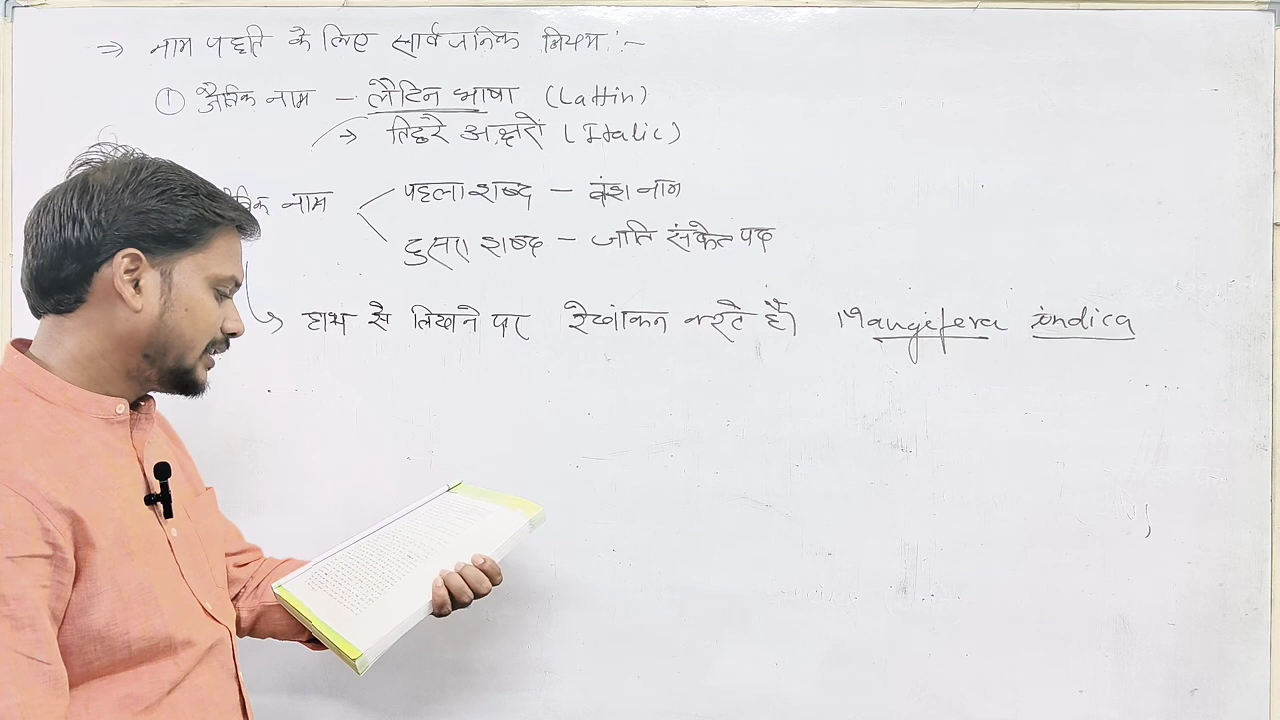 ⇒ नाम पद्धति के लिए सार्वजनिक नियम :-
① जैविक नाम - लैटिन भाषा (Lattin)
→ तिरछे अक्षरों (Italic)
नाम
पहला शब्द - वंश नाम
दुसरा शब्द - जाति संकेत पद
हाथ से लिखने पर रेखांकन करते हैं। Mangifera indica